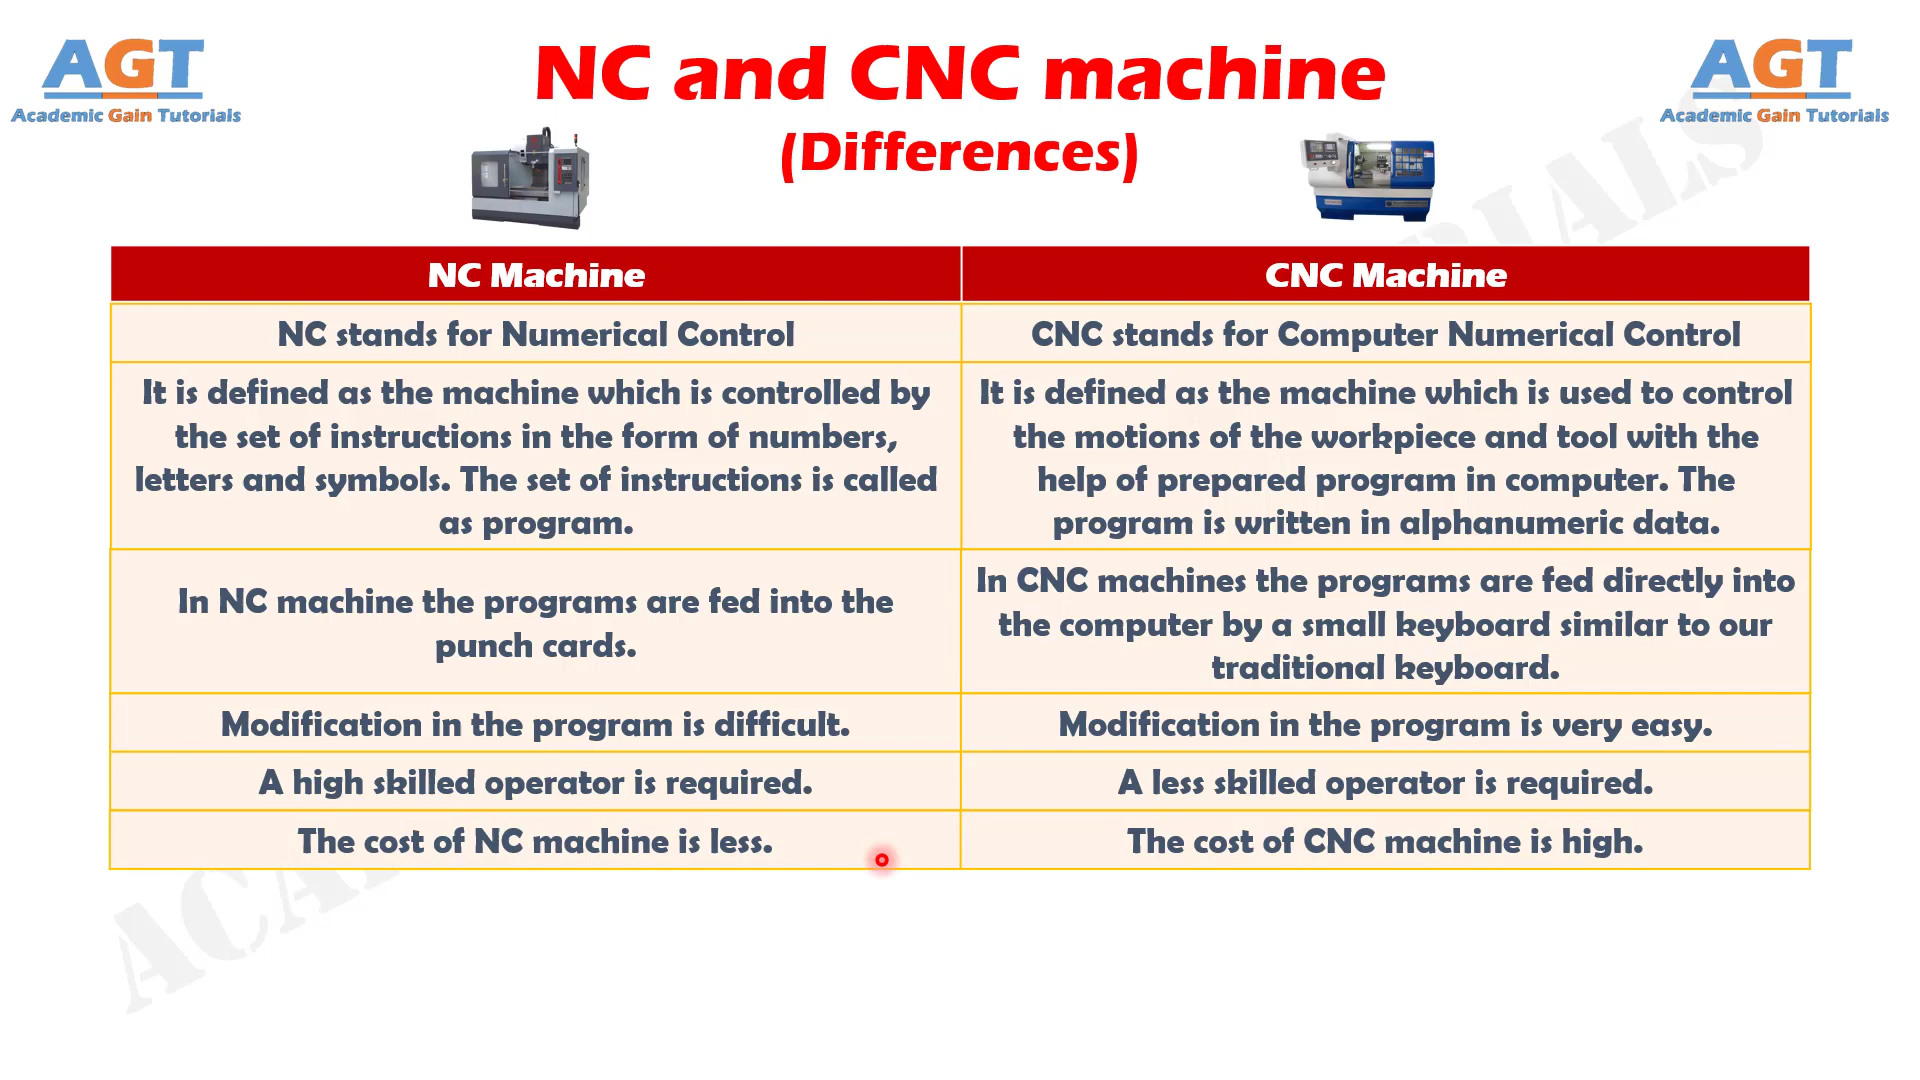 AGT
Academic Gain Tutorials
NC and CNC machine
(Differences)
AGT
Academic Gain Tutorials
NC Machine
CNC Machine
NC stands for Numerical Control
CNC stands for Computer Numerical Control
It is defined as the machine which is controlled by
the set of instructions in the form of numbers,
letters and symbols. The set of instructions is called
as program.
It is defined as the machine which is used to control
the motions of the workpiece and tool with the
help of prepared program in computer. The
program is written in alphanumeric data.
In NC machine the programs are fed into the
punch cards.
In CNC machines the programs are fed directly into
the computer by a small keyboard similar to our
traditional keyboard.
Modification in the program is difficult.
Modification in the program is very easy.
A high skilled operator is required.
A less skilled operator is required.
The cost of NC machine is less.
The cost of CNC machine is high.